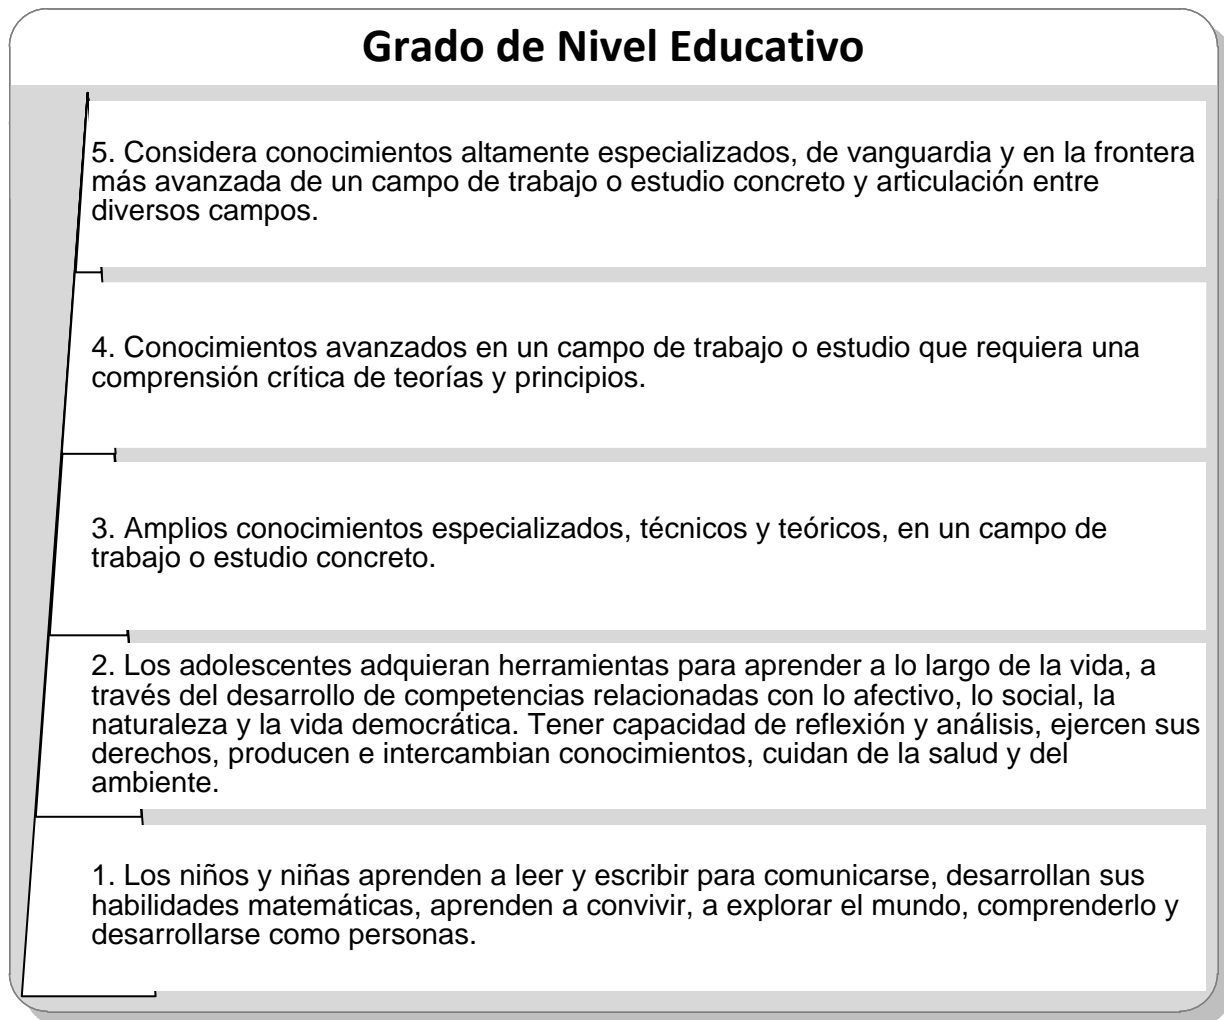 Grado de Nivel Educativo
5. Considera conocimientos altamente especializados, de vanguardia y en la frontera
más avanzada de un campo de trabajo o estudio concreto y articulación entre
diversos campos.
4. Conocimientos avanzados en un campo de trabajo o estudio que requiera una
comprensión crítica de teorías y principios.
3. Amplios conocimientos especializados, técnicos y teóricos, en un campo de
trabajo o estudio concreto.
2. Los adolescentes adquieran herramientas para aprender a lo largo de la vida, a
través del desarrollo de competencias relacionadas con lo afectivo, lo social, la
naturaleza y la vida democrática. Tener capacidad de reflexión y análisis, ejercen sus
derechos, producen e intercambian conocimientos, cuidan de la salud y del
ambiente.
1. Los niños y niñas aprenden a leer y escribir para comunicarse, desarrollan sus
habilidades matemáticas, aprenden a convivir, a explorar el mundo, comprenderlo y
desarrollarse como personas.